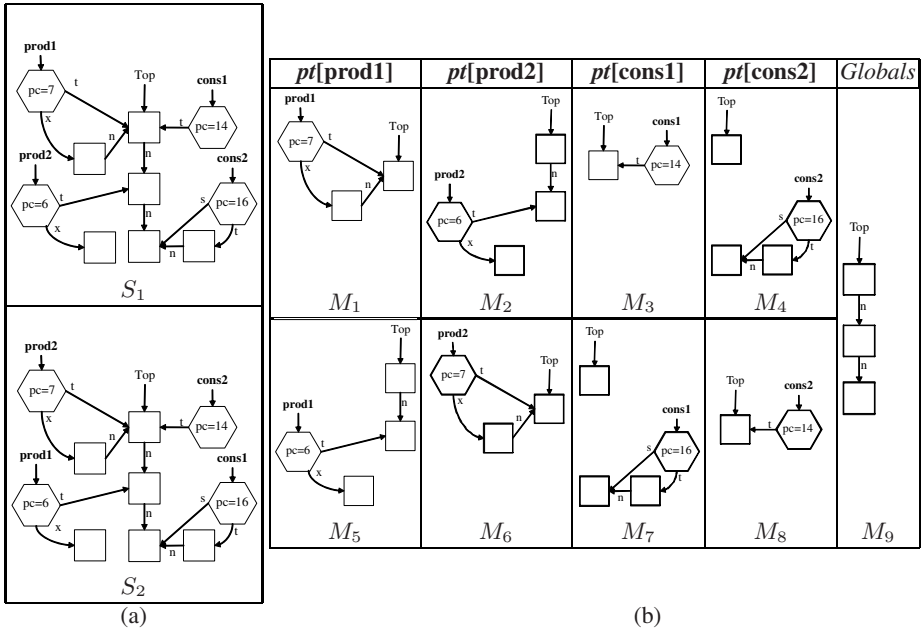 prod1
pc=7
t
x
n
Top
cons1
pc=14
t
n
prod2
pc=6
t
x
n
cons2
pc=16
s
t
n
S1
prod2
pc=7
t
x
n
Top
cons2
pc=14
t
n
prod1
pc=6
t
x
n
cons1
pc=16
s
t
n
S2
(a)
pt[prod1] pt[prod2] pt[cons1] pt[cons2] Globals
prod1
pc=7
t
x
n
Top
M1
Top
n
prod2
pc=6
t
x
M2
Top
cons1
t
pc=14
M3
Top
cons2
pc=16
s
t
n
M4
Top
n
prod1
pc=6
t
x
M5
prod2
pc=7
t
x
n
Top
M6
Top
cons1
pc=16
s
t
n
M7
Top
cons2
t
pc=14
M8
Top
n
n
M9
(b)